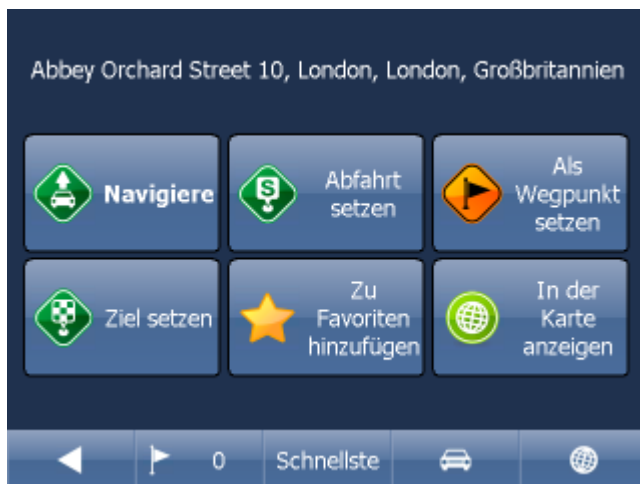 Abbey Orchard Street 10, London, London, Großbritannien
Navigiere
Abfahrt
setzen
Als
Wegpunkt
setzen
Ziel setzen
Zu
Favoriten
hinzufügen
In der
Karte
anzeigen
0
Schnellste